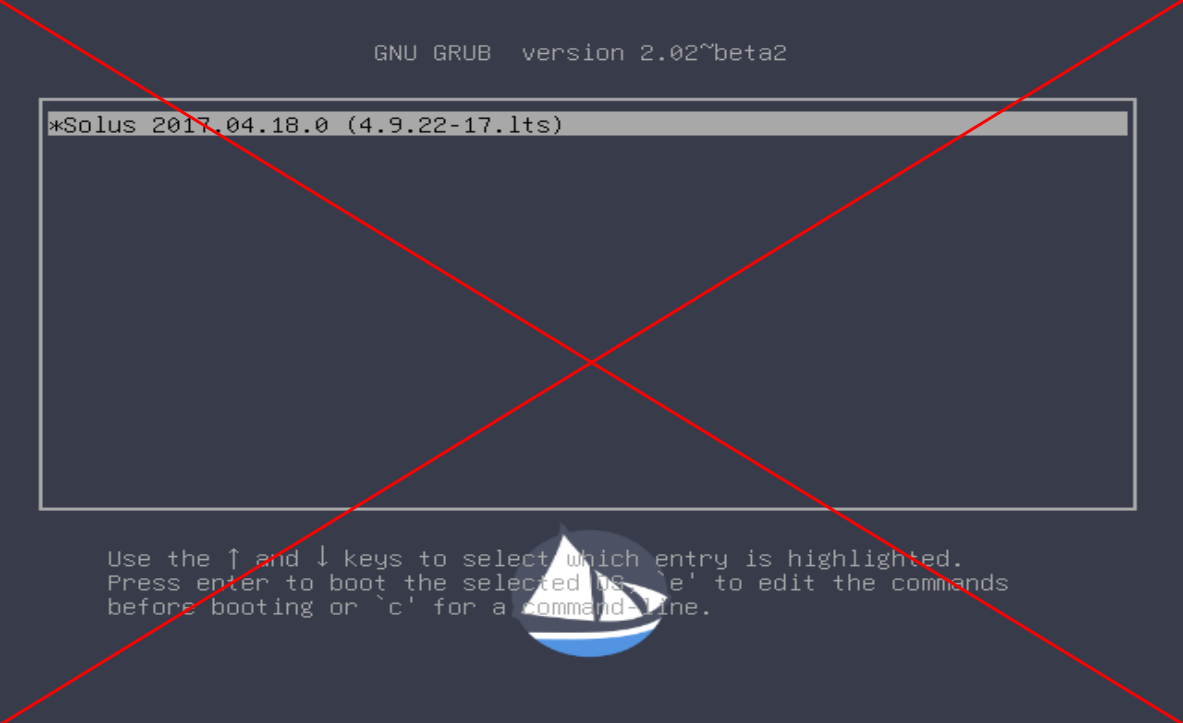 GNU GRUB  version 2.02~beta2
*Solus 2017.04.18.0 (4.9.22-17.lts)
Use the ↑ and ↓ keys to select which entry is highlighted.
Press enter to boot the selected OS, `e' to edit the commands
before booting or `c' for a command-line.